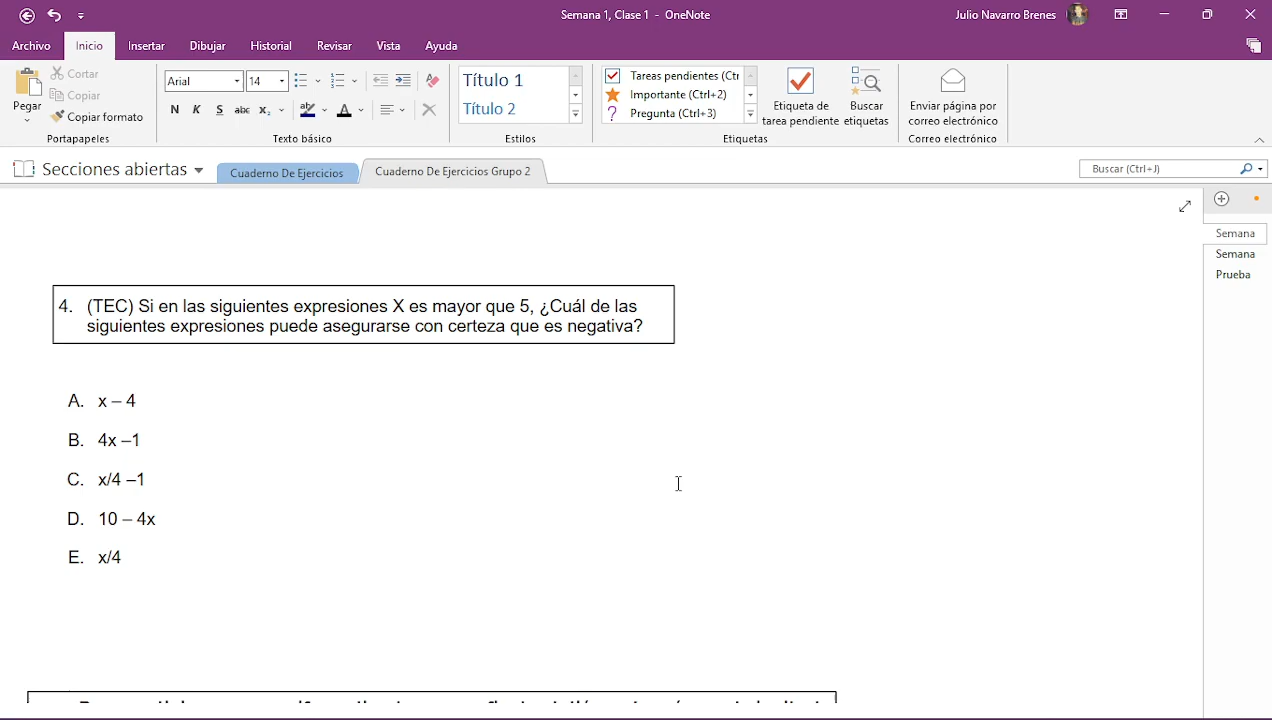 Semana 1, Clase 1 - OneNote
Julio Navarro Brenes
Archivo Inicio Insertar Dibujar Historial Revisar Vista Ayuda
Pegar
Cortar
Copiar
Copiar formato
Portapapeles
Arial 14
N K S abc x₂ A
Texto básico
Título 1
Título 2
Estilos
Tareas pendientes (Ctr
Importante (Ctrl+2)
Pregunta (Ctrl+3)
Etiqueta de
tarea pendiente
Buscar
etiquetas
Etiquetas
Enviar página por
correo electrónico
Correo electrónico
Secciones abiertas
Cuaderno De Ejercicios
Cuaderno De Ejercicios Grupo 2
Buscar (Ctrl+J)
Semana
Semana
Prueba
4. (TEC) Si en las siguientes expresiones X es mayor que 5, ¿Cuál de las
siguientes expresiones puede asegurarse con certeza que es negativa?
A. x – 4
B. 4x –1
C. x/4 –1
D. 10 – 4x
E. x/4